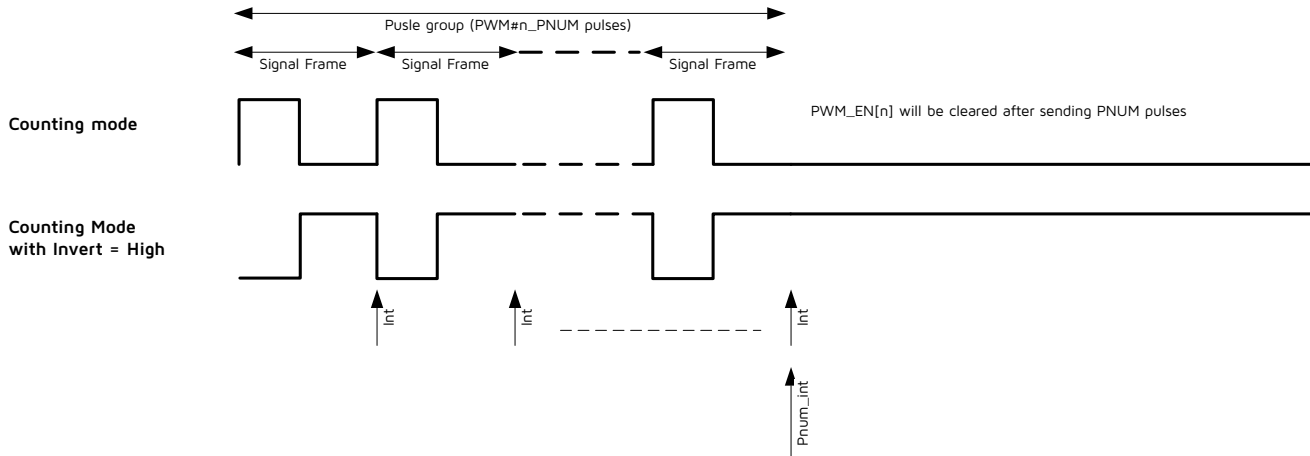 Pusle group (PWM#n_PNUM pulses)
Signal Frame
Signal Frame
Signal Frame
Counting mode
PWM_EN[n] will be cleared after sending PNUM pulses
Counting Mode
with Invert = High
Int
Int
Int
Pnum_int